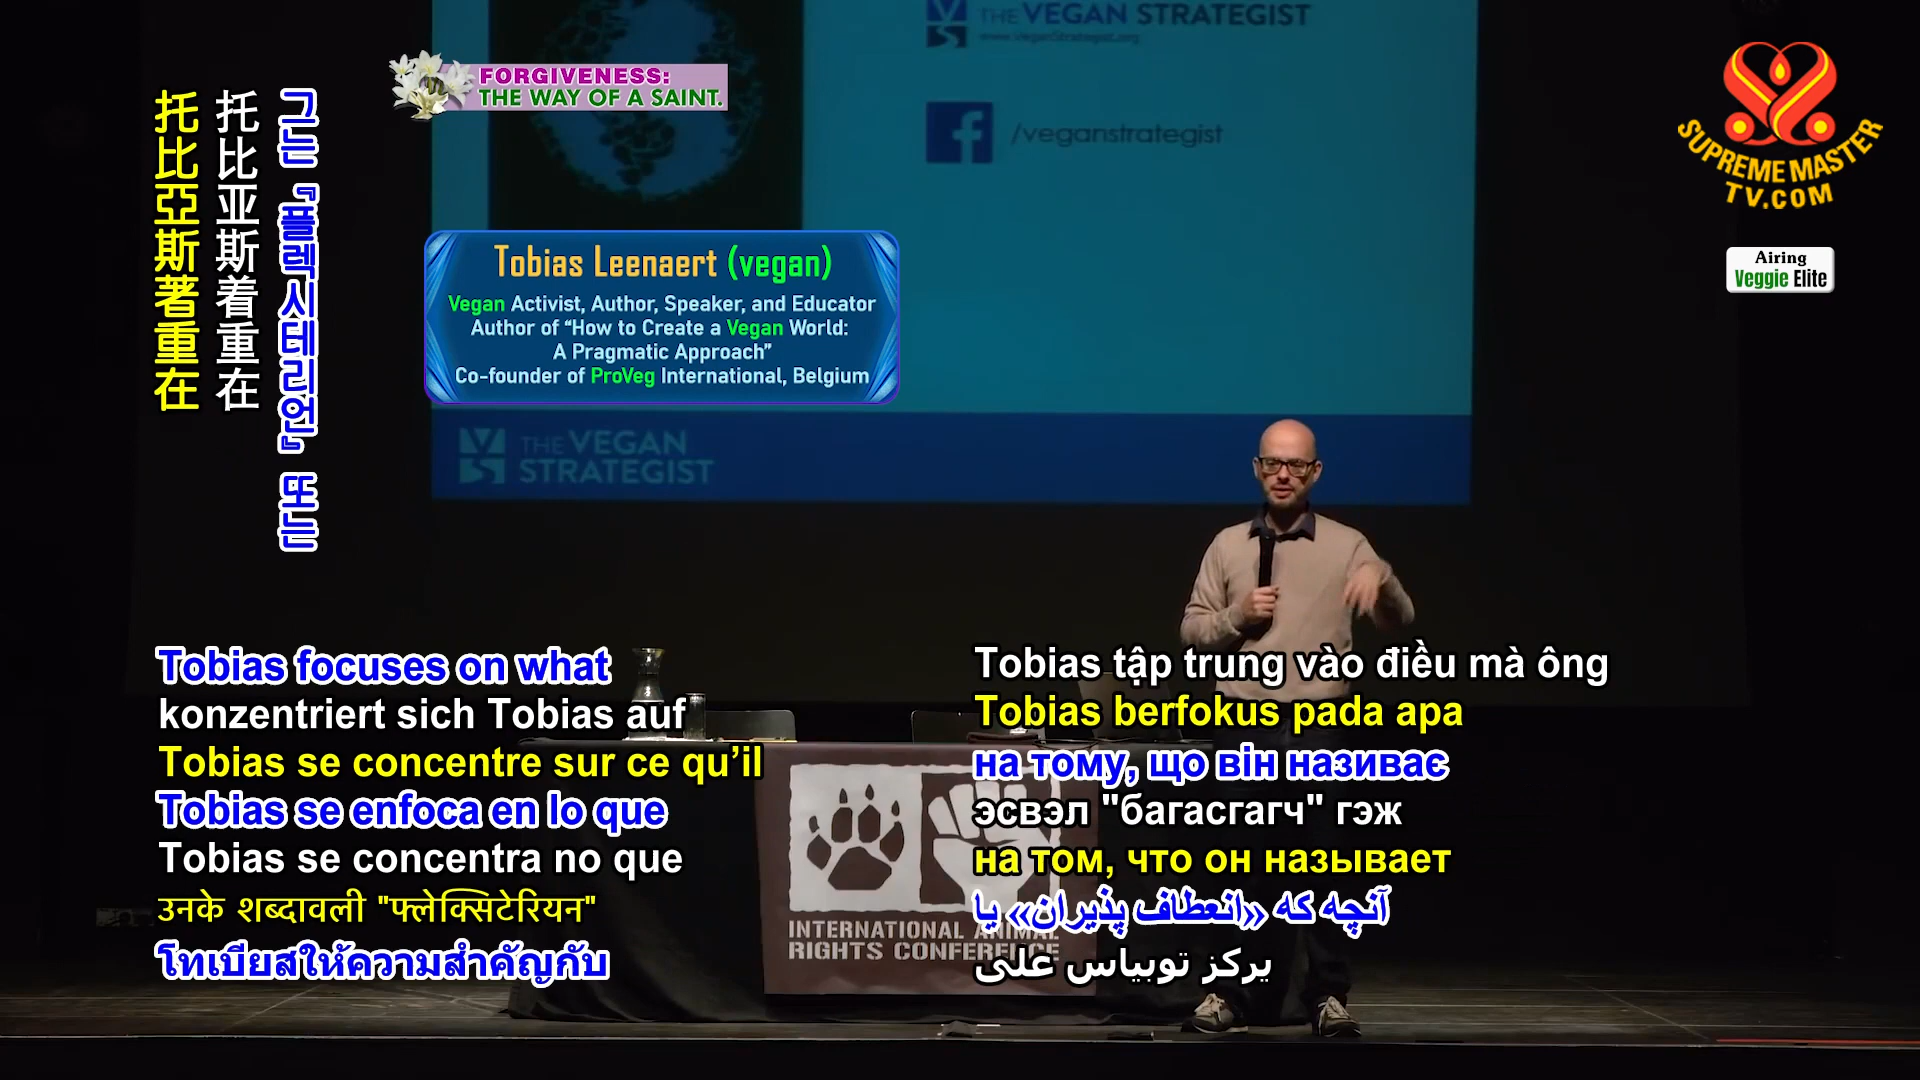 THE VEGAN STRATEGIST
www.VeganStrategist.org
FORGIVENESS:
THE WAY OF A SAINT.
/veganstrategist
SUPREME MASTER
TV.COM
Airing
Veggie Elite
그는『플렉시테리언』 또는
托比亚斯着重在
托比亞斯著重在
Tobias Leenaert (vegan)
Vegan Activist, Author, Speaker, and Educator
Author of “How to Create a Vegan World:
A Pragmatic Approach”
Co-founder of ProVeg International, Belgium
THE VEGAN
STRATEGIST
Tobias focuses on what
konzentriert sich Tobias auf
Tobias se concentre sur ce qu’il
Tobias se enfoca en lo que
Tobias se concentra no que
उनके शब्दावली "फ्लेक्सिटेरियन"
โทเบียสให้ความสำคัญกับ
Tobias tập trung vào điều mà ông
Tobias berfokus pada apa
на тому, що він називає
эсвэл "багасгагч" гэж
на том, что он называет
آنچه که «انعطاف پذیران» یا
يركز توبياس على
INTERNATIONAL ANIMAL
RIGHTS CONFERENCE